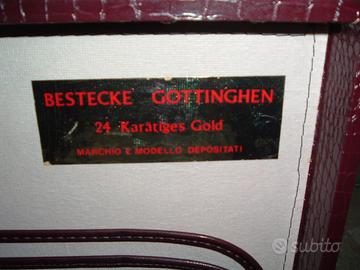 BESTECKE GOTTINGHEN
24 Karätiges Gold
MARCHIO E MODELLO DEPOSITATI
subito